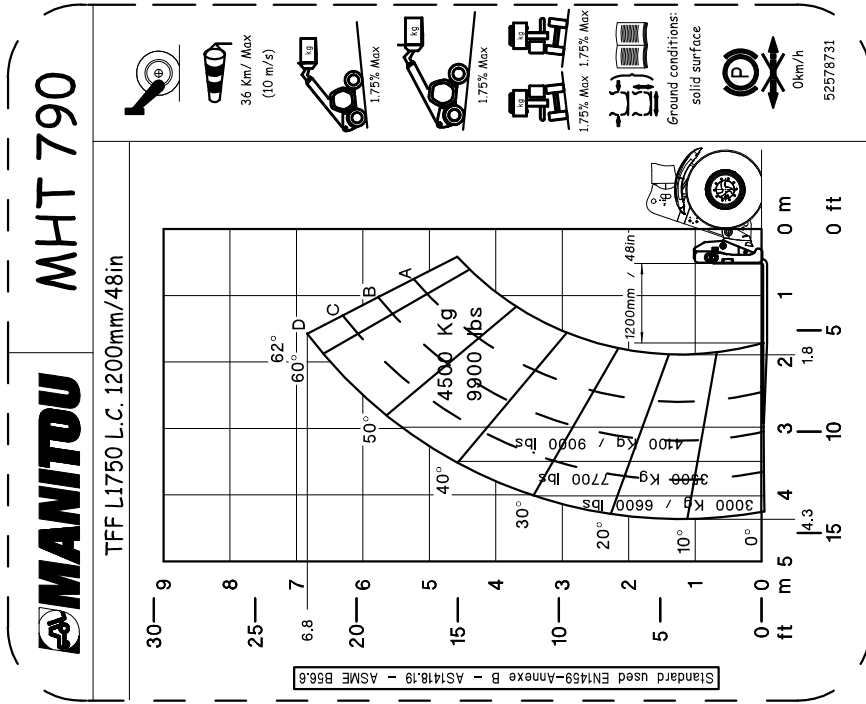 MANITOU
MHT 790
TFF L1750 L.C. 1200mm/48in
36 Km/ Max
(10 m/s)
kg
1.75% Max
kg
1.75% Max
kg
kg
1.75% Max
1.75% Max
Ground conditions:
solid surface
P
0km/h
52578731
30
25
20
15
10
5
0
ft
9
8
7
6
5
4
3
2
1
0
m
6.8
62°
60°
50°
40°
30°
20°
10°
0°
D
C
B
A
4500 Kg
9900 lbs
4100 Kg / 9000 lbs
3500 Kg 7700 lbs
3000 Kg / 6600 lbs
1200mm / 48in
5
4
3
2
1
0 m
4.3
1.8
15
10
5
0 ft
Standard used EN1459-Annexe B - AS1418.19 - ASME B56.6